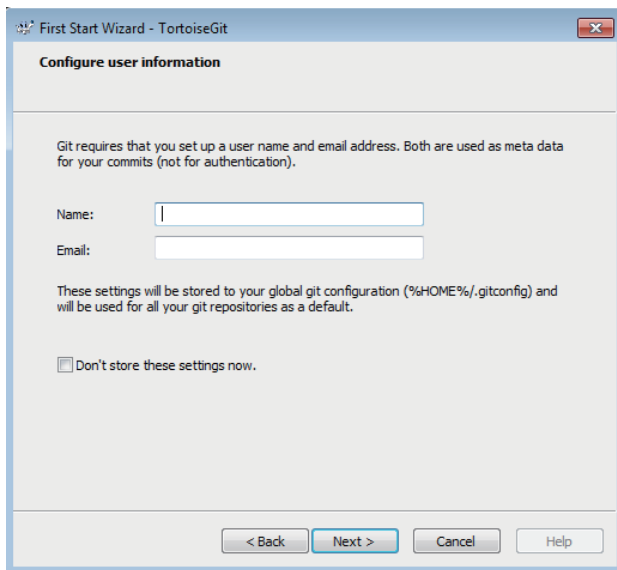 First Start Wizard - TortoiseGit
Configure user information
Git requires that you set up a user name and email address. Both are used as meta data
for your commits (not for authentication).
Name:
Email:
These settings will be stored to your global git configuration (%HOME%/.gitconfig) and
will be used for all your git repositories as a default.
Don't store these settings now.
< Back
Next >
Cancel
Help